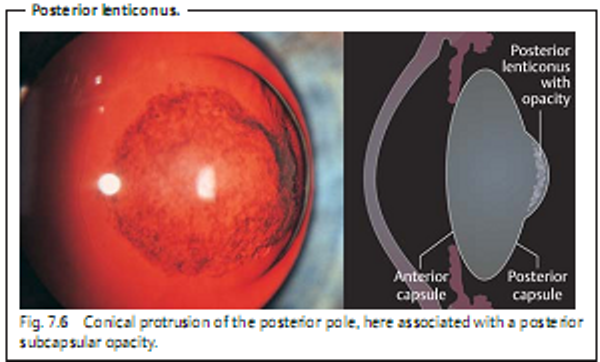 Posterior lenticonus.
Posterior
lenticonus
with
opacity
Anterior
capsule
Posterior
capsule
Fig. 7.6 Conical protrusion of the posterior pole, here associated with a posterior
subcapsular opacity.